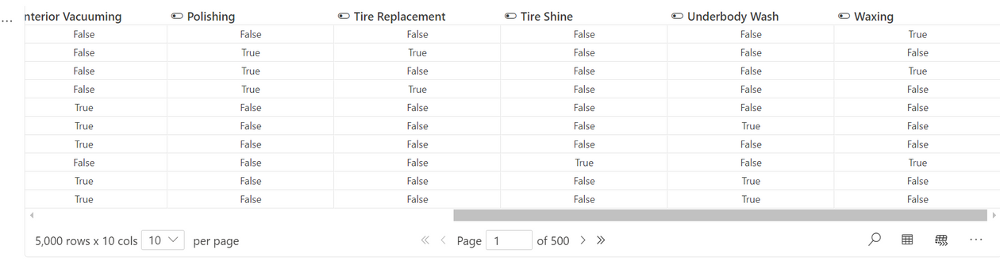 nterior Vacuuming Polishing Tire Replacement Tire Shine Underbody Wash Waxing
False False False False False True
False True True False False False
False True False False False True
False True True False False False
True False False False False False
True False False False True False
True False False False False False
False False False True False True
True False False False True False
True False False False True False
5,000 rows x 10 cols 10 per page Page 1 of 500